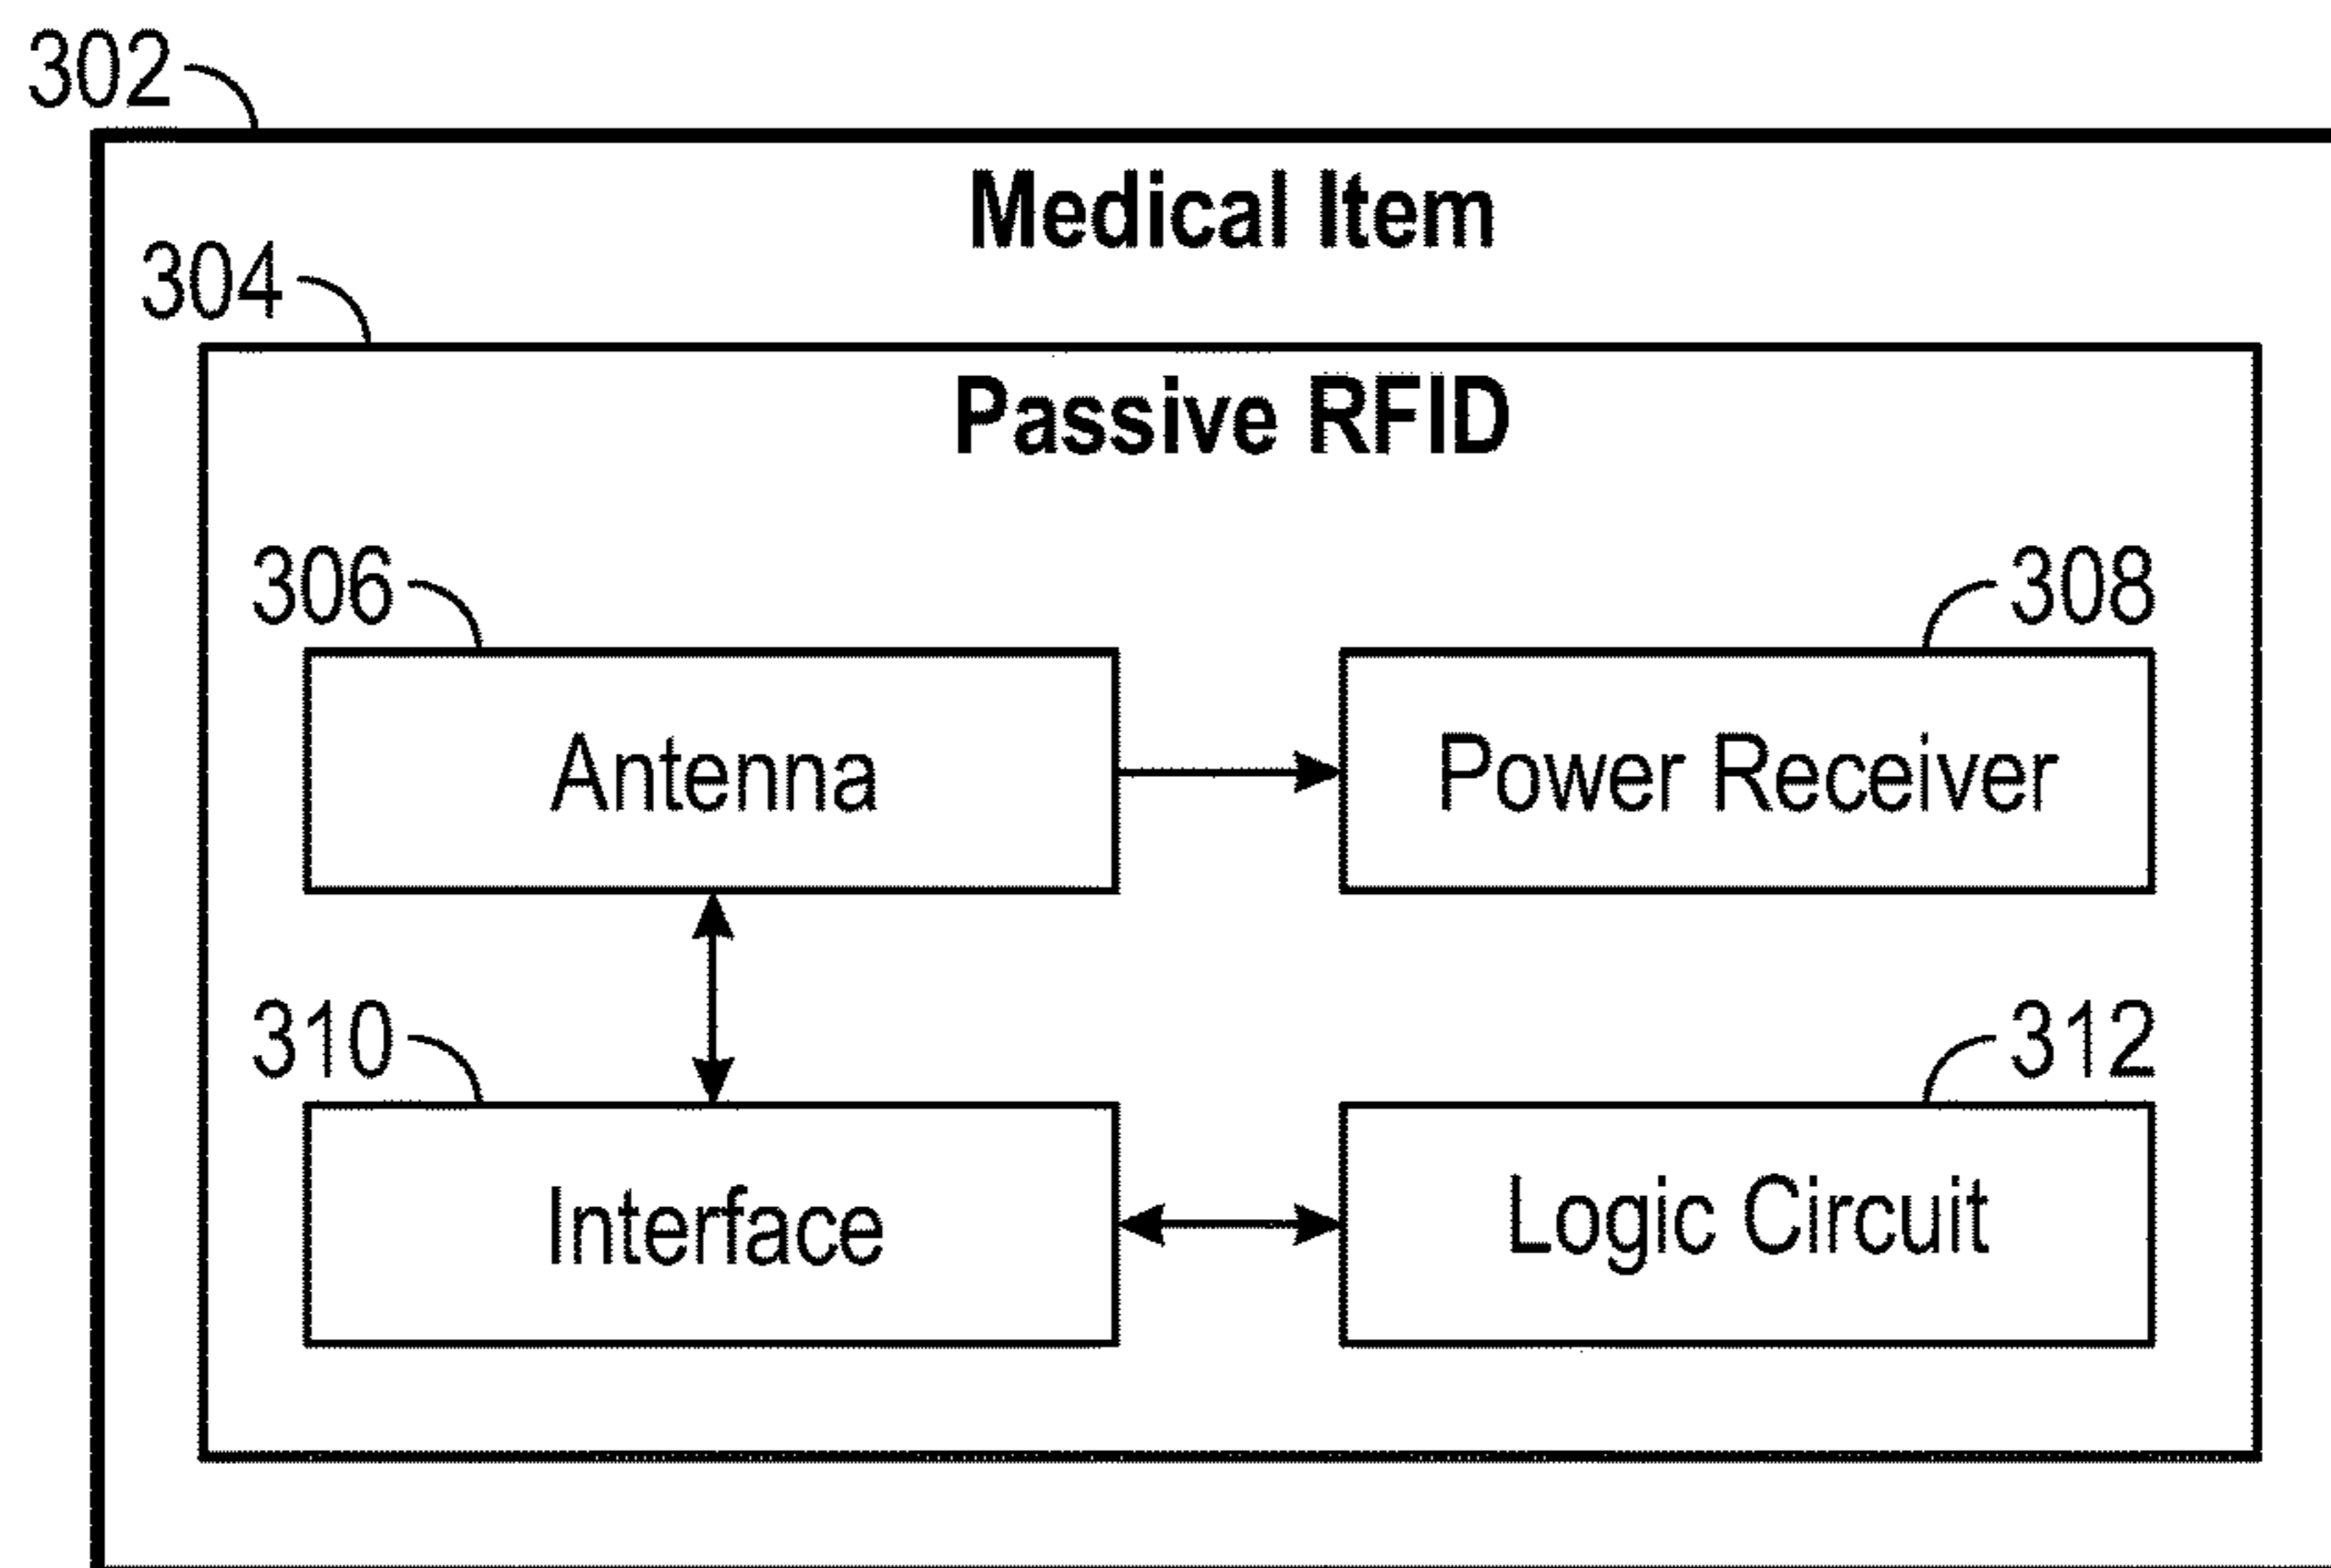 302
Medical Item
304
Passive RFID
306
308
Antenna
Power Receiver
310
312
Interface
Logic Circuit